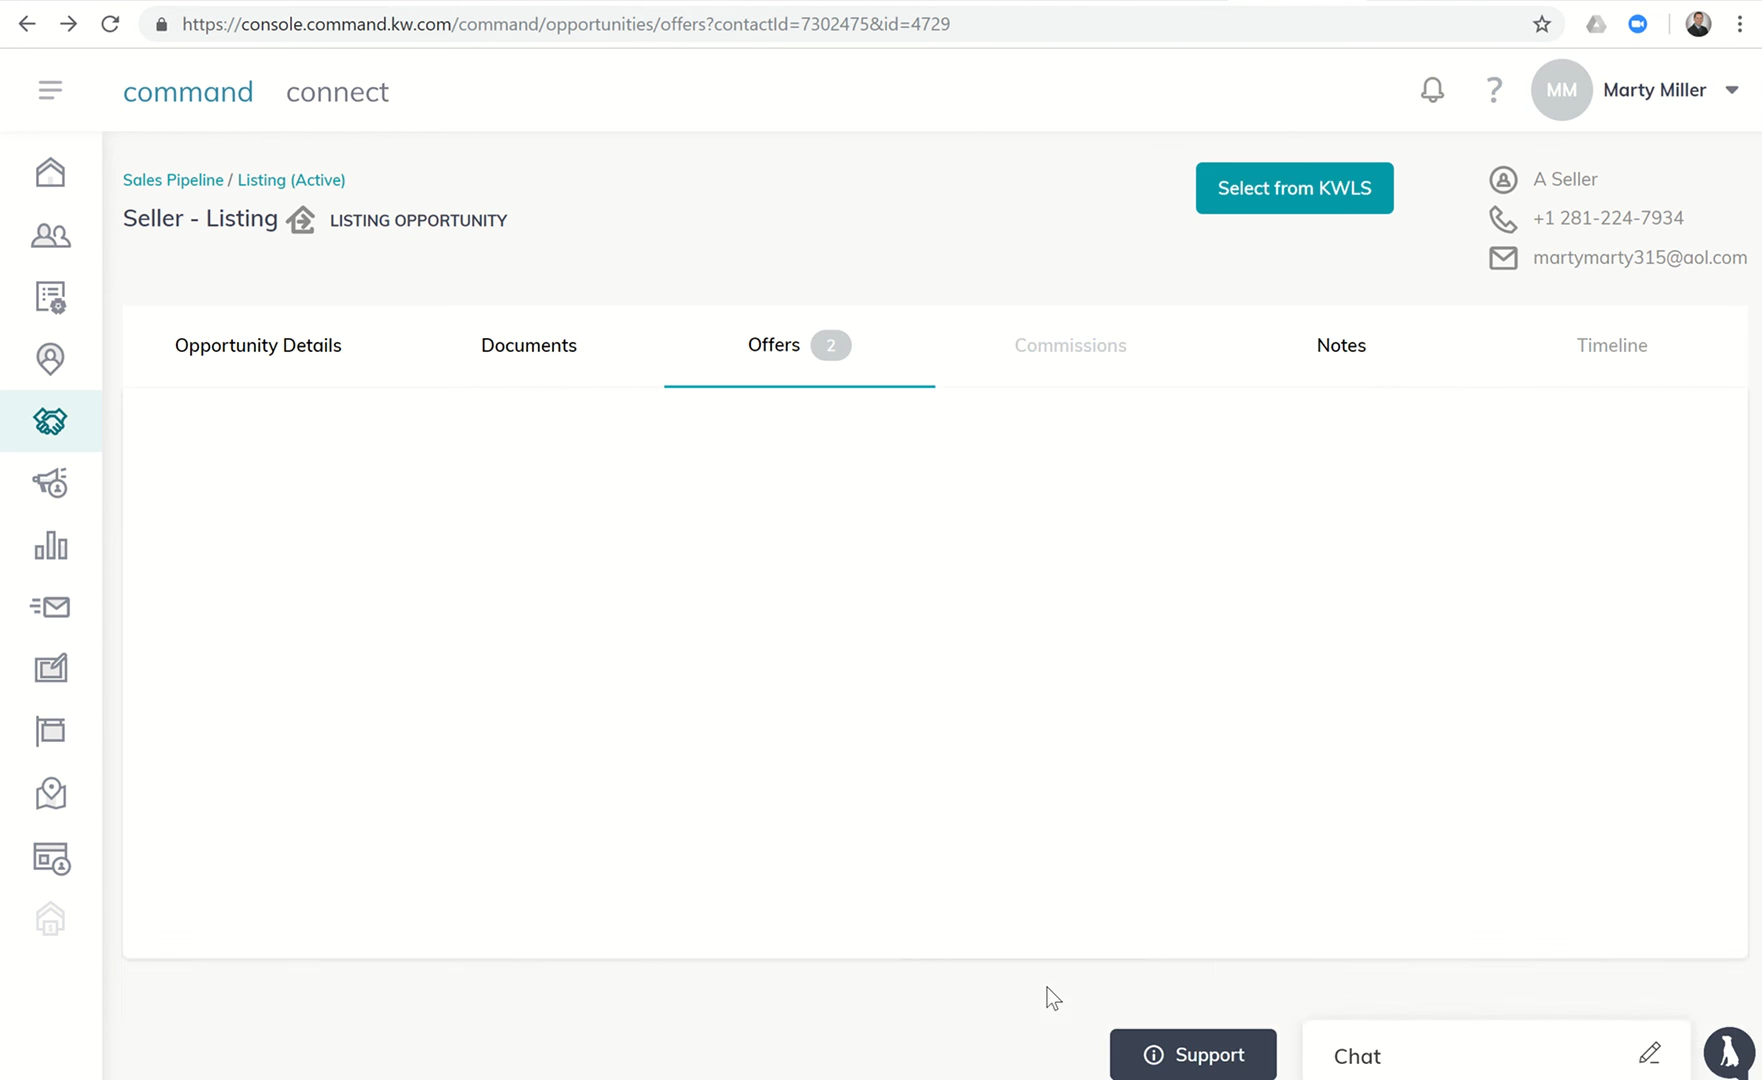 https://console.command.kw.com/command/opportunities/offers?contactId=7302475&id=4729
command connect
MM Marty Miller
Sales Pipeline / Listing (Active)
Seller - Listing LISTING OPPORTUNITY
Select from KWLS
A Seller
+1 281-224-7934
martymarty315@aol.com
Opportunity Details Documents Offers 2 Commissions Notes Timeline
Support
Chat